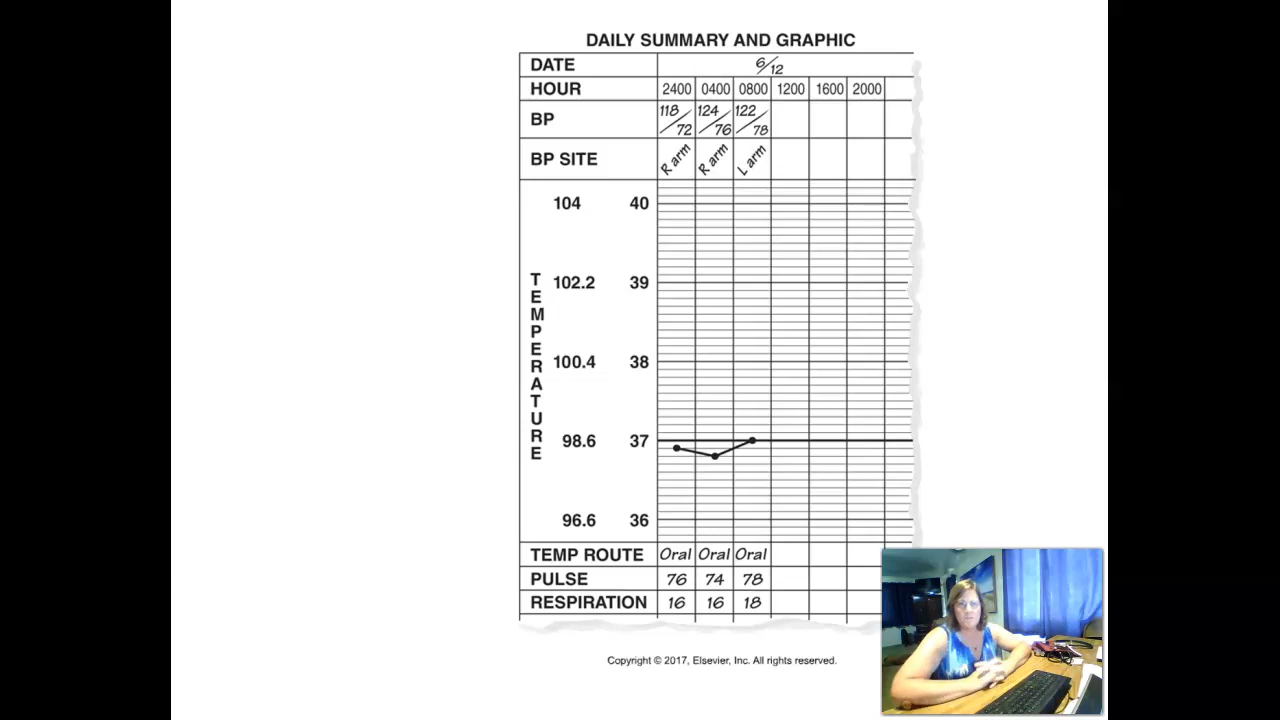 DAILY SUMMARY AND GRAPHIC
DATE 6/12
HOUR 2400 0400 0800 1200 1600 2000
BP 118/72 124/76 122/78
BP SITE R arm R arm L arm
TEMPERATURE
104 40
102.2 39
100.4 38
98.6 37
96.6 36
TEMP ROUTE Oral Oral Oral
PULSE 76 74 78
RESPIRATION 16 16 18
Copyright © 2017, Elsevier, Inc. All rights reserved.